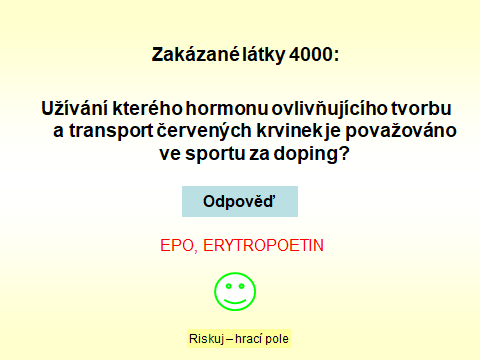 Zakázané látky 4000:
Užívání kterého hormonu ovlivňujícího tvorbu
a transport červených krvinek je považováno
ve sportu za doping?
Odpověď
EPO, ERYTROPOETIN
Riskuj – hrací pole